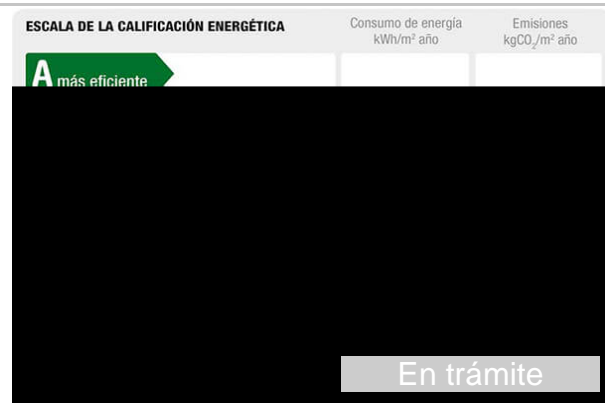 ESCALA DE LA CALIFICACIÓN ENERGÉTICA
Consumo de energía
kWh/m² año
Emisiones
kgCO₂/m² año
A más eficiente
En trámite